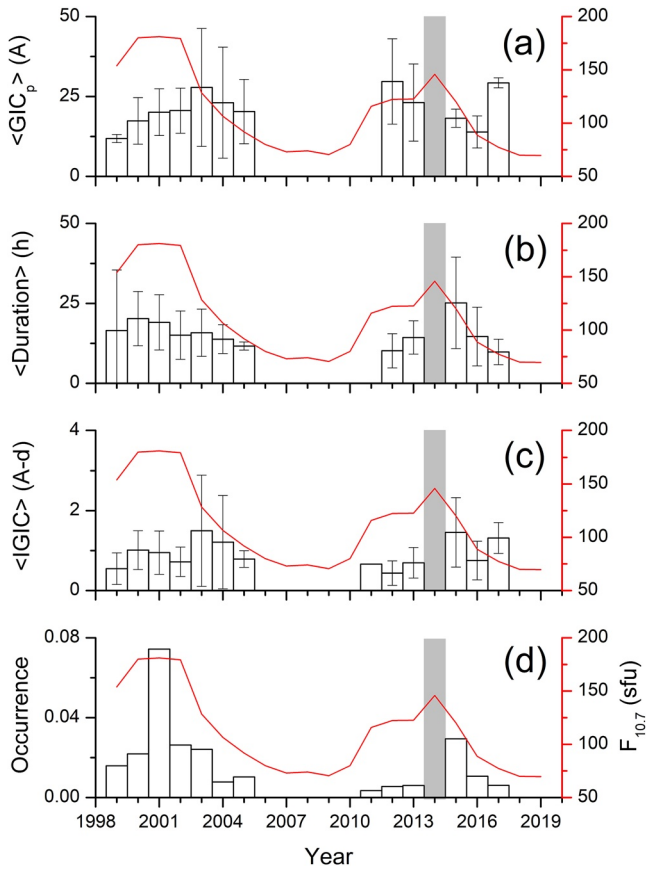 50 25 0
<GICp> (A)
(a)
200 150 100 50
50 25 0
<Duration> (h)
(b)
200 150 100 50
4 2 0
<IGIC> (A-d)
(c)
200 150 100 50
0.08 0.04 0.00
Occurrence
(d)
200 150 100 50
F10.7 (sfu)
1998 2001 2004 2007 2010 2013 2016 2019
Year